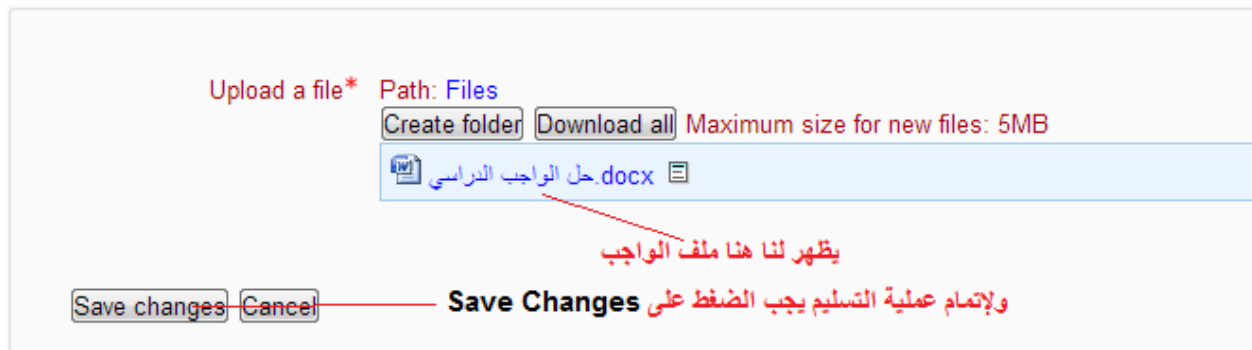 Upload a file* Path: Files
Create folder Download all Maximum size for new files: 5MB
حل الواجب الدراسي.docx
يظهر لنا هنا ملف الواجب
Save changes Cancel ولإتمام عملية التسليم يجب الضغط على Save Changes